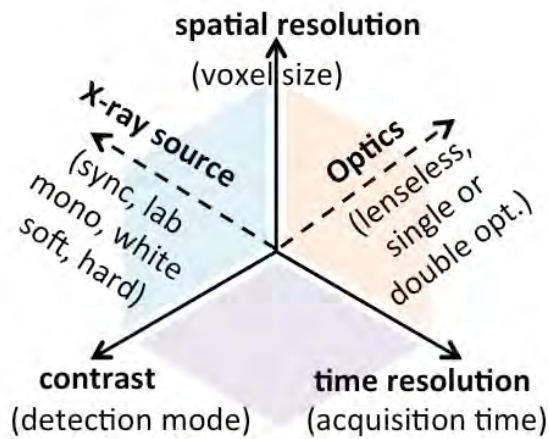 spatial resolution
(voxel size)
X-ray source
(sync, lab
mono, white
soft, hard)
Optics
(lenseless,
single or
double opt.)
contrast
(detection mode)
time resolution
(acquisition time)